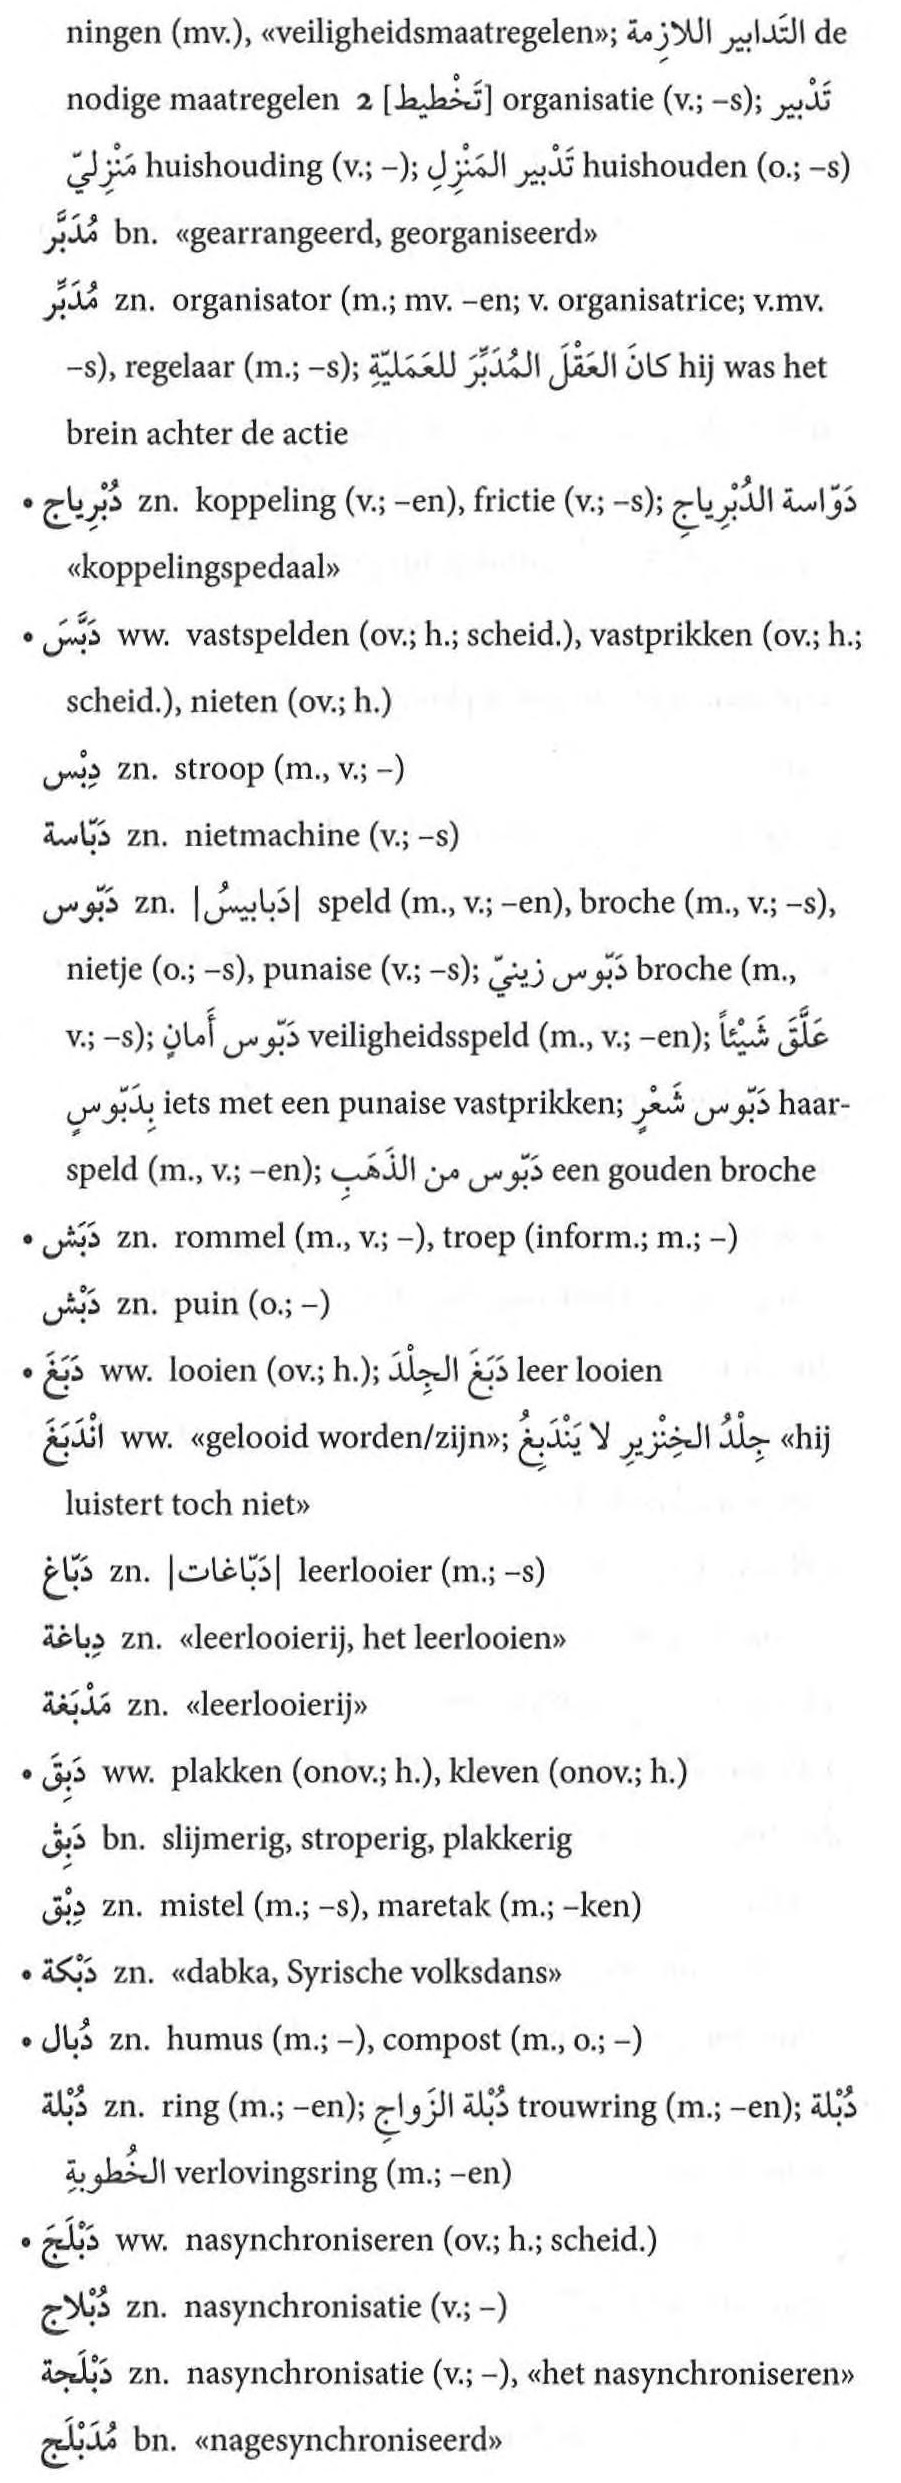 ningen (mv.), «veiligheidsmaatregelen»; التَدابير اللازِمة de
nodige maatregelen 2 [تَخْطيط] organisatie (v.; –s); تَدْبير
مَنْزِليّ huishouding (v.; –); تَدْبير المَنْزِلِ huishouden (o.; –s)
مُدَبَّر bn. «gearrangeerd, georganiseerd»
مُدَبِّر zn. organisator (m.; mv. –en; v. organisatrice; v.mv.
–s), regelaar (m.; –s); كانَ العَقْلَ المُدَبِّرَ للعَمَليّةِ hij was het
brein achter de actie
• دُبْرِياج zn. koppeling (v.; –en), frictie (v.; –s); دَوّاسة الدُبْرِياجِ
«koppelingspedaal»
• دَبَّسَ ww. vastspelden (ov.; h.; scheid.), vastprikken (ov.; h.;
scheid.), nieten (ov.; h.)
دِبْس zn. stroop (m., v.; –)
دَبّاسة zn. nietmachine (v.; –s)
دَبّوس zn. |دَبابيسُ| speld (m., v.; –en), broche (m., v.; –s),
nietje (o.; –s), punaise (v.; –s); دَبّوس زينيّ broche (m.,
v.; –s); دَبّوس أَمانٍ veiligheidsspeld (m., v.; –en); عَلَّقَ شَيْئاً
بِدَبّوسٍ iets met een punaise vastprikken; دَبّوس شَعْرٍ haar-
speld (m., v.; –en); دَبّوس من الذَهَبِ een gouden broche
• دَبَش zn. rommel (m., v.; –), troep (inform.; m.; –)
دَبْش zn. puin (o.; –)
• دَبَغَ ww. looien (ov.; h.); دَبَغَ الجِلْدَ leer looien
انْدَبَغَ ww. «gelooid worden/zijn»; جِلْدُ الخِنْزيرِ لا يَنْدَبِغُ «hij
luistert toch niet»
دَبّاغ zn. |دَبّاغات| leerlooier (m.; –s)
دِباغة zn. «leerlooierij, het leerlooien»
مَدْبَغة zn. «leerlooierij»
• دَبِقَ ww. plakken (onov.; h.), kleven (onov.; h.)
دَبِق bn. slijmerig, stroperig, plakkerig
دِبْق zn. mistel (m.; –s), maretak (m.; –ken)
• دَبْكة zn. «dabka, Syrische volksdans»
• دُبال zn. humus (m.; –), compost (m., o.; –)
دُبْلة zn. ring (m.; –en); دُبْلة الزَواجِ trouwring (m.; –en); دُبْلة
الخُطوبةِ verlovingsring (m.; –en)
• دَبْلَجَ ww. nasynchroniseren (ov.; h.; scheid.)
دُبْلاج zn. nasynchronisatie (v.; –)
دَبْلَجة zn. nasynchronisatie (v.; –), «het nasynchroniseren»
مُدَبْلَج bn. «nagesynchroniseerd»